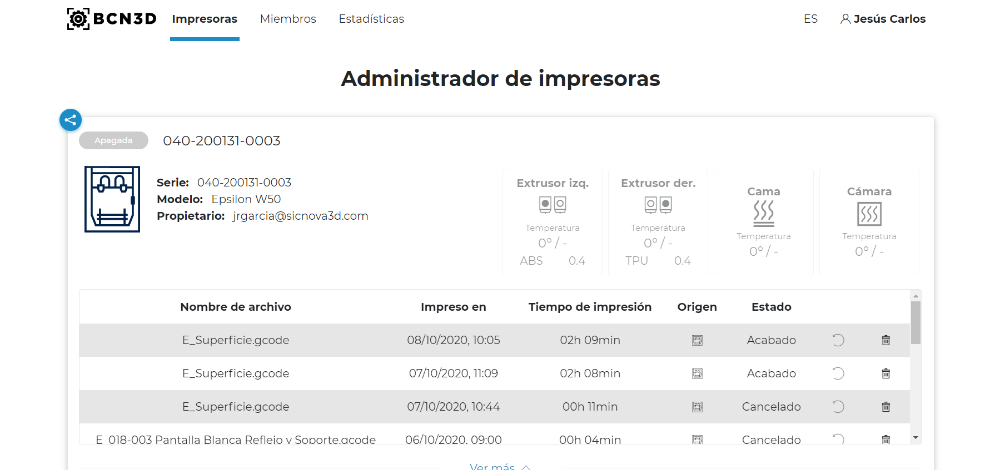 BCN3D Impresoras Miembros Estadísticas ES Jesús Carlos
Administrador de impresoras
Apagada 040-200131-0003
Serie: 040-200131-0003
Modelo: Epsilon W50
Propietario: jrgarcia@sicnova3d.com
Extrusor izq.
Temperatura
0° / -
ABS 0.4
Extrusor der.
Temperatura
0° / -
TPU 0.4
Cama
Temperatura
0° / -
Cámara
Temperatura
0° / -
Nombre de archivo Impreso en Tiempo de impresión Origen Estado
E_Superficie.gcode 08/10/2020, 10:05 02h 09min Acabado
E_Superficie.gcode 07/10/2020, 11:09 02h 08min Acabado
E_Superficie.gcode 07/10/2020, 10:44 00h 11min Cancelado
E_018-003 Pantalla Blanca Reflejo y Soporte.gcode 06/10/2020, 09:00 00h 04min Cancelado
Ver más